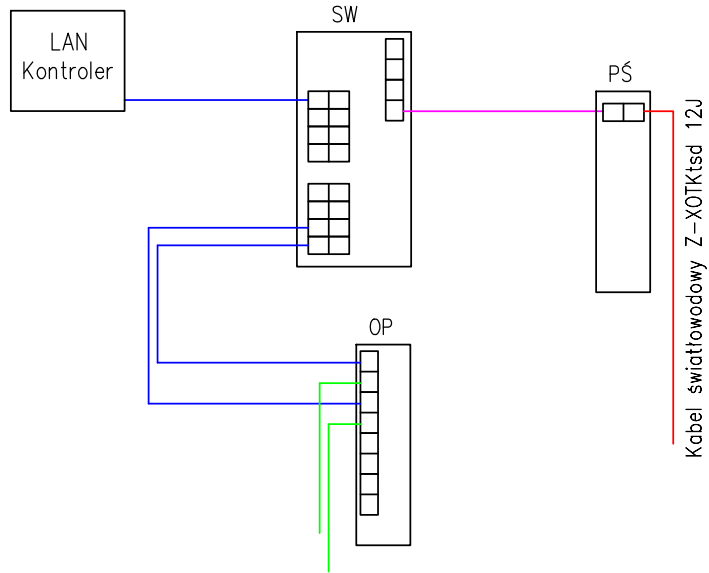 SW
LAN
Kontroler
PŚ
Kabel światłowodowy Z-XOTKtsd 12J
OP